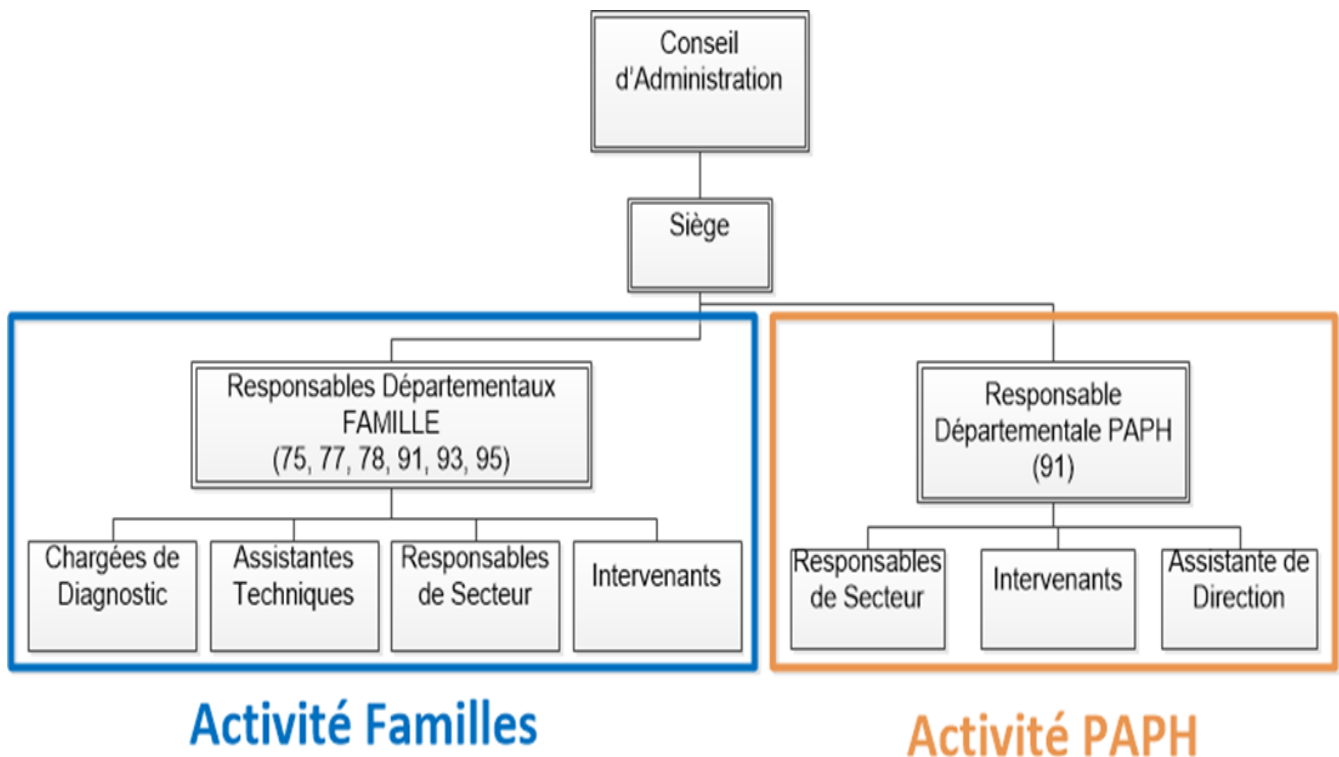 Conseil
d'Administration
Siège
Responsables Départementaux
FAMILLE
(75, 77, 78, 91, 93, 95)
Chargées de
Diagnostic
Assistantes
Techniques
Responsables
de Secteur
Intervenants
Activité Familles
Responsable
Départementale PAPH
(91)
Responsables
de Secteur
Intervenants
Assistante de
Direction
Activité PAPH